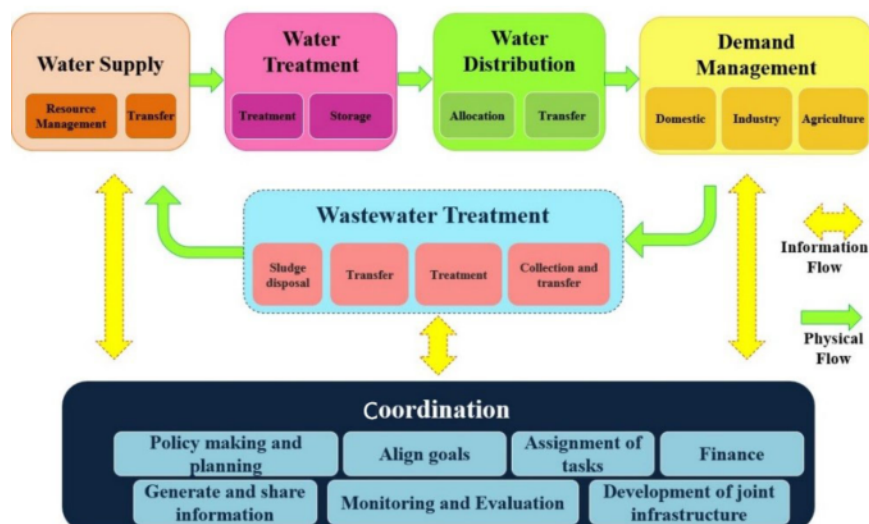 Water Supply
Resource
Management
Transfer
Water
Treatment
Treatment
Storage
Water
Distribution
Allocation
Transfer
Demand
Management
Domestic
Industry
Agriculture
Wastewater Treatment
Sludge
disposal
Transfer
Treatment
Collection and
transfer
Information
Flow
Physical
Flow
Coordination
Policy making and
planning
Align goals
Assignment of
tasks
Finance
Generate and share
information
Monitoring and Evaluation
Development of joint
infrastructure